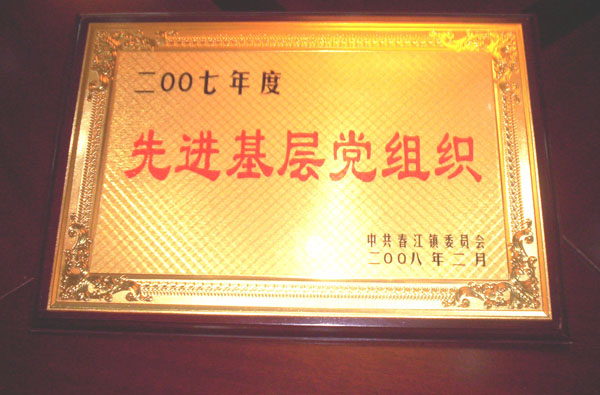 二00七年度
先进基层党组织
中共春江镇委员会
二00八年二月